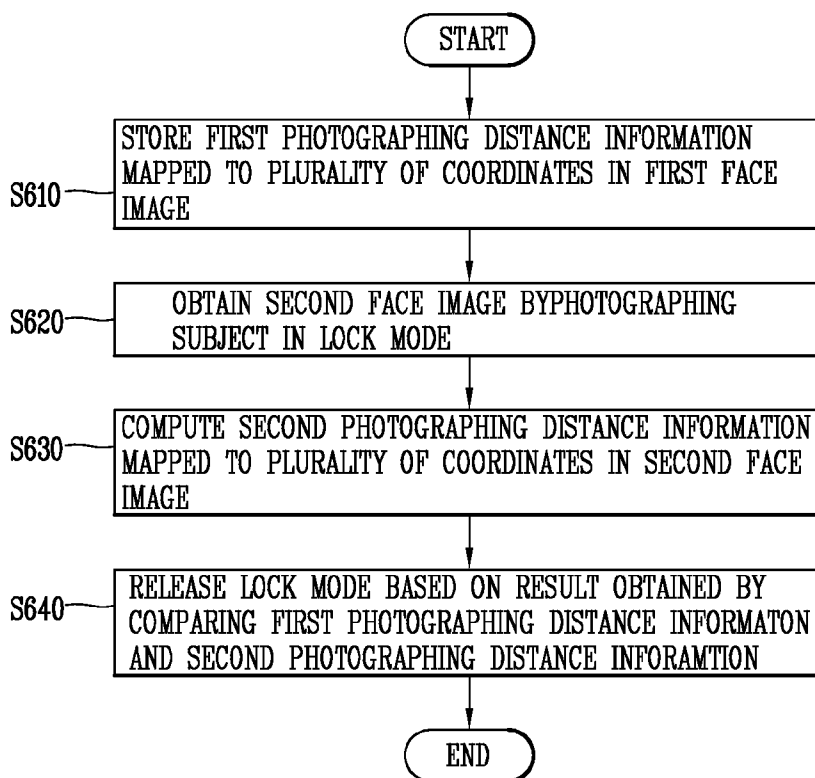 START
STORE FIRST PHOTOGRAPHING DISTANCE INFORMATION
MAPPED TO PLURALITY OF COORDINATES IN FIRST FACE
IMAGE
S610
OBTAIN SECOND FACE IMAGE BYPHOTOGRAPHING
SUBJECT IN LOCK MODE
S620
COMPUTE SECOND PHOTOGRAPHING DISTANCE INFORMATION
MAPPED TO PLURALITY OF COORDINATES IN SECOND FACE
IMAGE
S630
RELEASE LOCK MODE BASED ON RESULT OBTAINED BY
COMPARING FIRST PHOTOGRAPHING DISTANCE INFORMATON
AND SECOND PHOTOGRAPHING DISTANCE INFORAMTION
S640
END